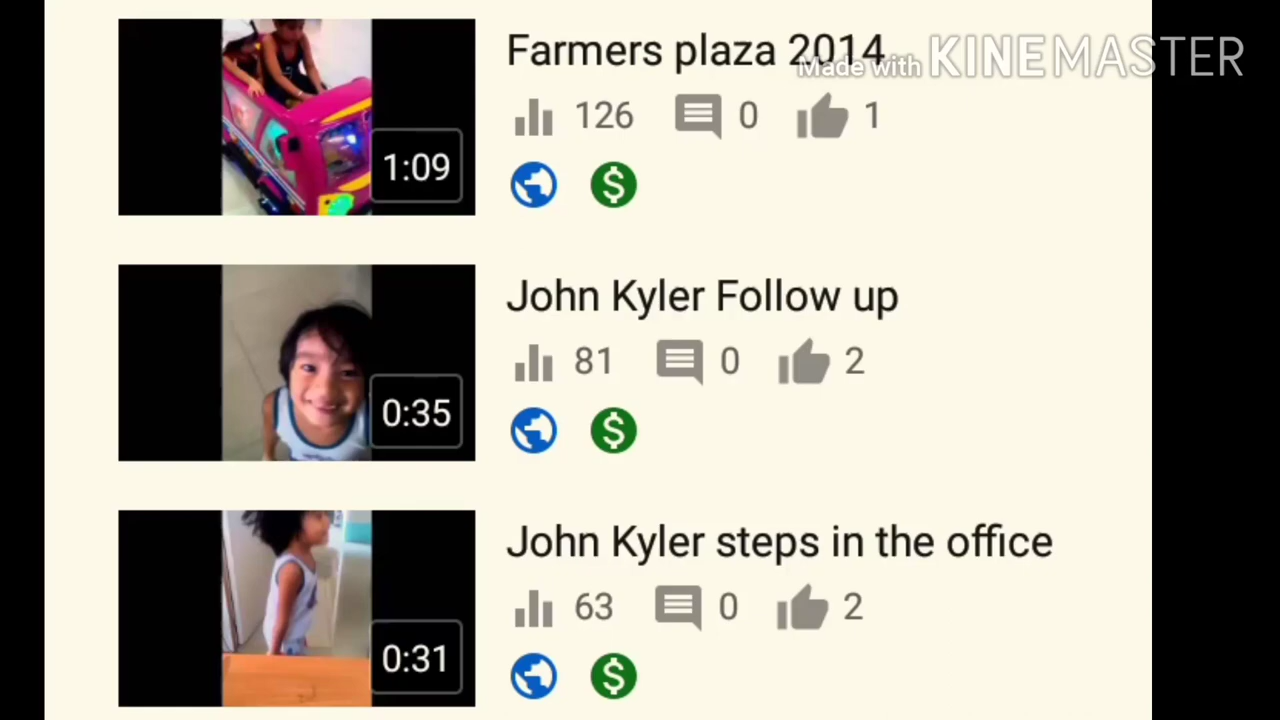 Farmers plaza 2014
Made with KINEMASTER
126 0 1
1:09
John Kyler Follow up
81 0 2
0:35
John Kyler steps in the office
63 0 2
0:31